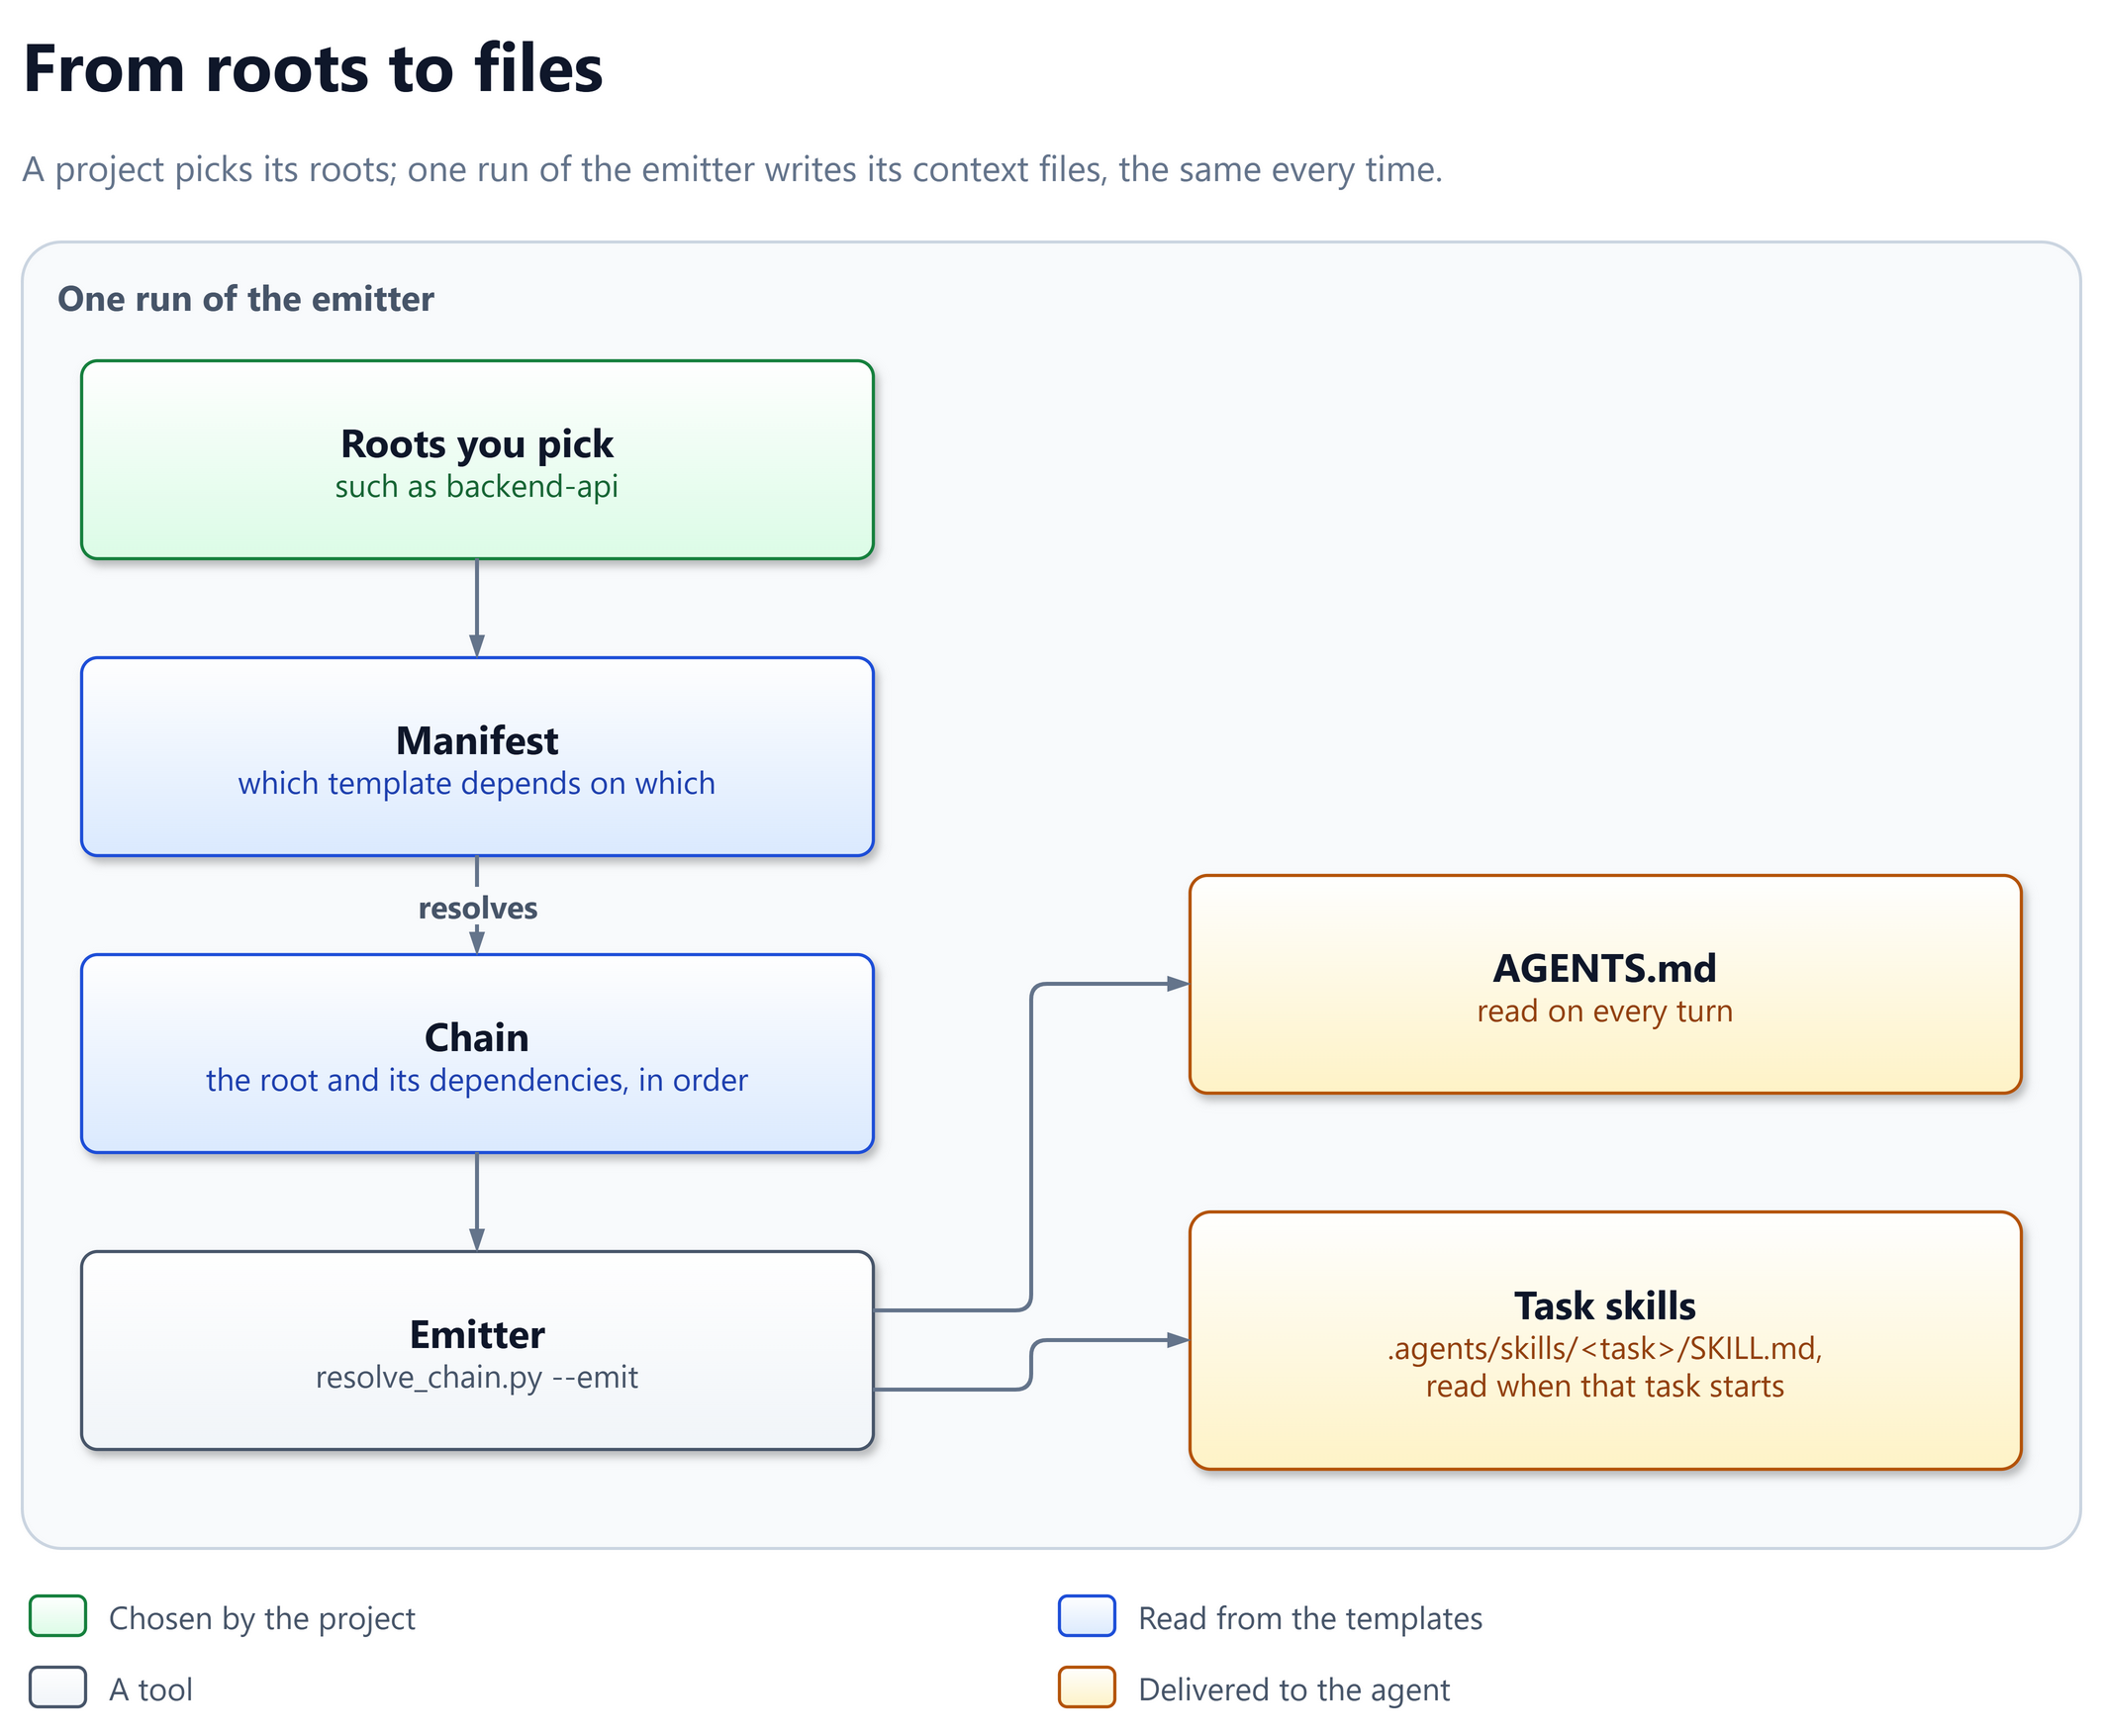 From roots to files
A project picks its roots; one run of the emitter writes its context files, the same every time.
One run of the emitter
Roots you pick
such as backend-api
Manifest
which template depends on which
resolves
Chain
the root and its dependencies, in order
Emitter
resolve_chain.py --emit
AGENTS.md
read on every turn
Task skills
.agents/skills/<task>/SKILL.md,
read when that task starts
Chosen by the project
Read from the templates
A tool
Delivered to the agent